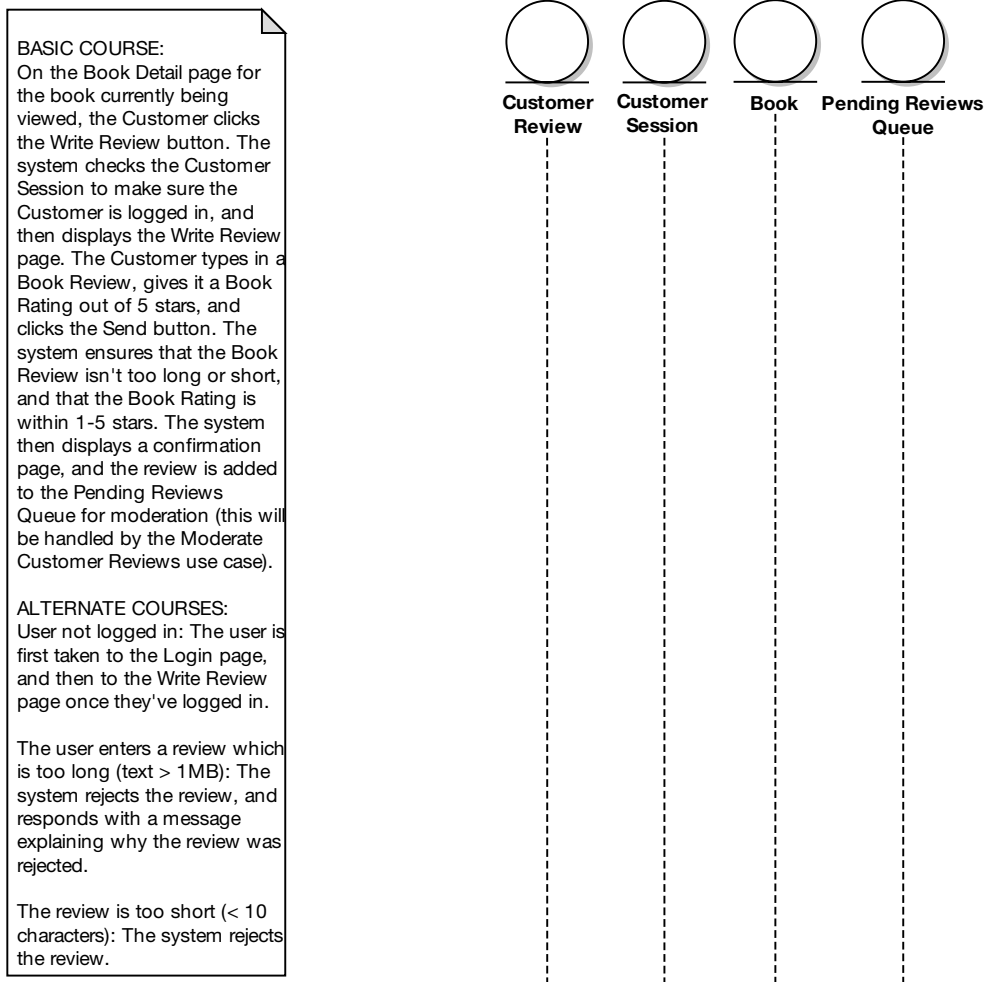 BASIC COURSE:
On the Book Detail page for
the book currently being
viewed, the Customer clicks
the Write Review button. The
system checks the Customer
Session to make sure the
Customer is logged in, and
then displays the Write Review
page. The Customer types in a
Book Review, gives it a Book
Rating out of 5 stars, and
clicks the Send button. The
system ensures that the Book
Review isn't too long or short,
and that the Book Rating is
within 1-5 stars. The system
then displays a confirmation
page, and the review is added
to the Pending Reviews
Queue for moderation (this will
be handled by the Moderate
Customer Reviews use case).
ALTERNATE COURSES:
User not logged in: The user is
first taken to the Login page,
and then to the Write Review
page once they've logged in.
The user enters a review which
is too long (text > 1MB): The
system rejects the review, and
responds with a message
explaining why the review was
rejected.
The review is too short (< 10
characters): The system rejects
the review.
Customer
Review
Customer
Session
Book
Pending Reviews
Queue